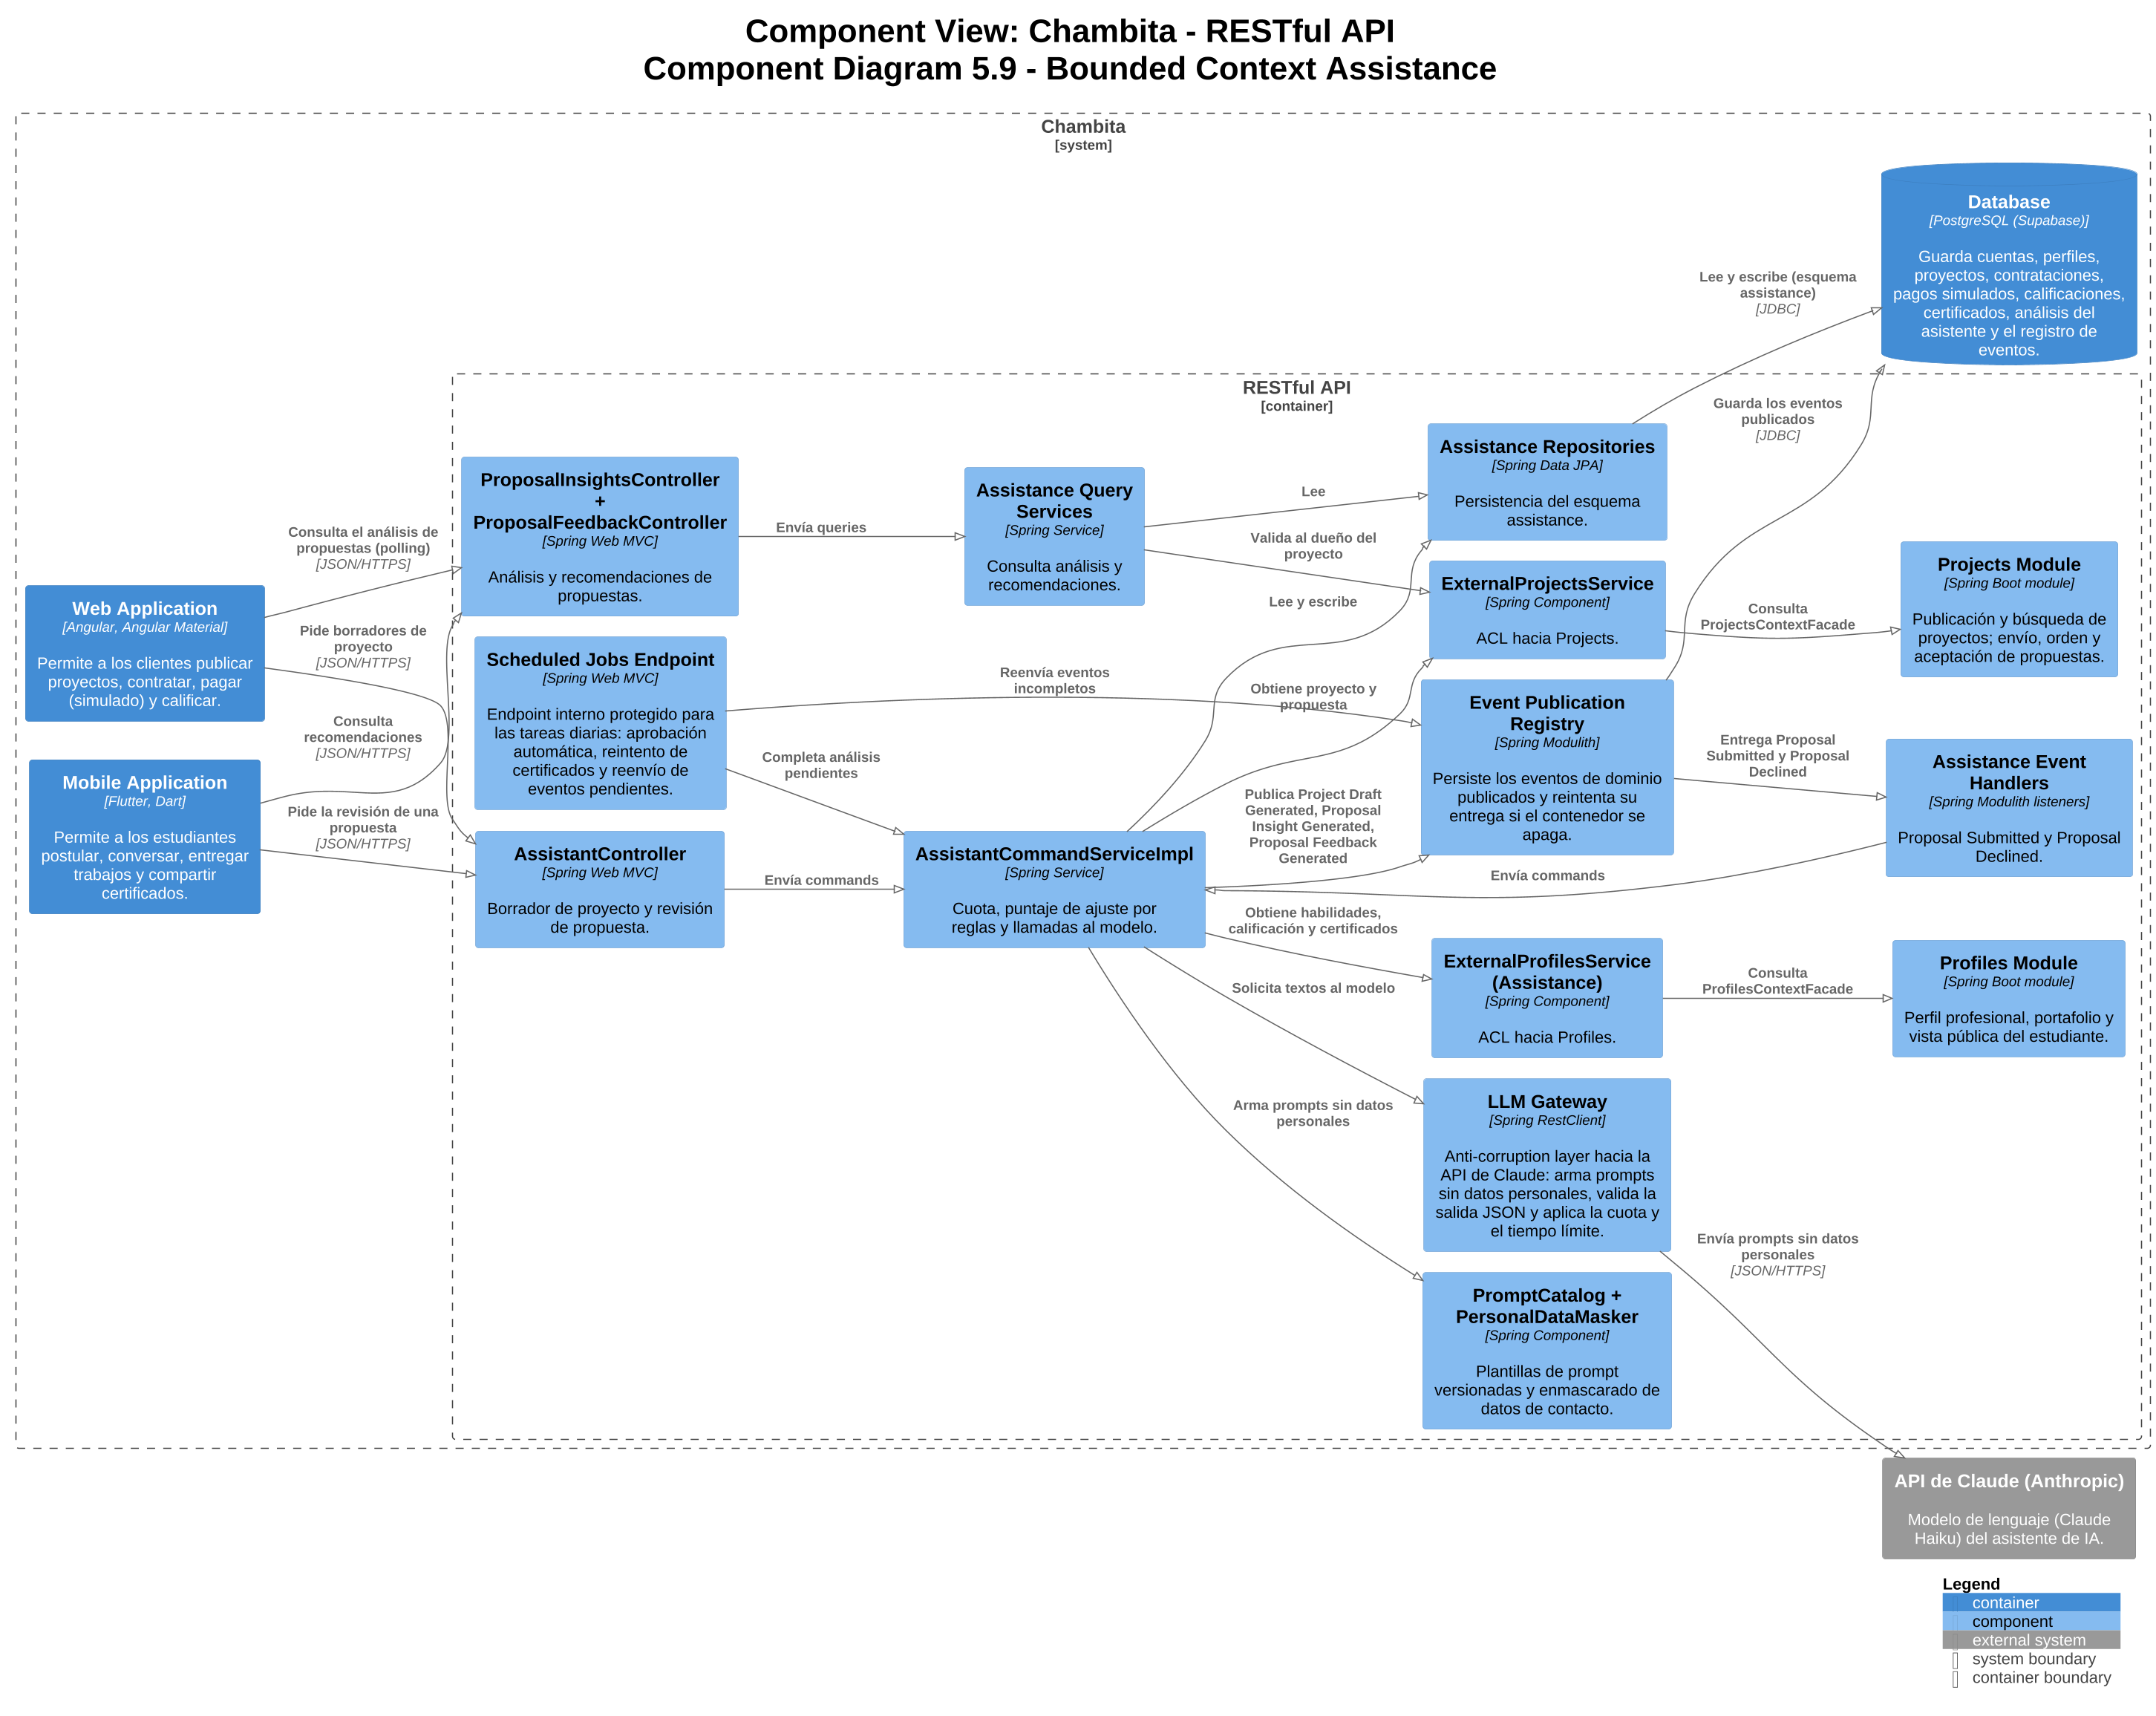 Component View: Chambita - RESTful API
Component Diagram 5.9 - Bounded Context Assistance
Chambita
[system]
Database
[PostgreSQL (Supabase)]
Guarda cuentas, perfiles,
proyectos, contrataciones,
pagos simulados, calificaciones,
certificados, análisis del
asistente y el registro de
eventos.
Lee y escribe (esquema
assistance)
[JDBC]
RESTful API
[container]
Guarda los eventos
publicados
[JDBC]
ProposalInsightsController
+
ProposalFeedbackController
[Spring Web MVC]
Análisis y recomendaciones de
propuestas.
Envía queries
Assistance Query
Services
[Spring Service]
Consulta análisis y
recomendaciones.
Lee
Valida al dueño del
proyecto
Lee y escribe
Assistance Repositories
[Spring Data JPA]
Persistencia del esquema
assistance.
ExternalProjectsService
[Spring Component]
ACL hacia Projects.
Consulta
ProjectsContextFacade
Projects Module
[Spring Boot module]
Publicación y búsqueda de
proyectos; envío, orden y
aceptación de propuestas.
Consulta el análisis de
propuestas (polling)
[JSON/HTTPS]
Web Application
[Angular, Angular Material]
Permite a los clientes publicar
proyectos, contratar, pagar
(simulado) y calificar.
Pide borradores de
proyecto
[JSON/HTTPS]
Consulta
recomendaciones
[JSON/HTTPS]
Mobile Application
[Flutter, Dart]
Permite a los estudiantes
postular, conversar, entregar
trabajos y compartir
certificados.
Pide la revisión de una
propuesta
[JSON/HTTPS]
Scheduled Jobs Endpoint
[Spring Web MVC]
Endpoint interno protegido para
las tareas diarias: aprobación
automática, reintento de
certificados y reenvío de
eventos pendientes.
Reenvía eventos
incompletos
Completa análisis
pendientes
Obtiene proyecto y
propuesta
Event Publication
Registry
[Spring Modulith]
Persiste los eventos de dominio
publicados y reintenta su
entrega si el contenedor se
apaga.
Entrega Proposal
Submitted y Proposal
Declined
Assistance Event
Handlers
[Spring Modulith listeners]
Proposal Submitted y Proposal
Declined.
Publica Project Draft
Generated, Proposal
Insight Generated,
Proposal Feedback
Generated
AssistantController
[Spring Web MVC]
Borrador de proyecto y revisión
de propuesta.
Envía commands
AssistantCommandServiceImpl
[Spring Service]
Cuota, puntaje de ajuste por
reglas y llamadas al modelo.
Envía commands
Obtiene habilidades,
calificación y certificados
Solicita textos al modelo
ExternalProfilesService
(Assistance)
[Spring Component]
ACL hacia Profiles.
Consulta
ProfilesContextFacade
Profiles Module
[Spring Boot module]
Perfil profesional, portafolio y
vista pública del estudiante.
Arma prompts sin datos
personales
LLM Gateway
[Spring RestClient]
Anti-corruption layer hacia la
API de Claude: arma prompts
sin datos personales, valida la
salida JSON y aplica la cuota y
el tiempo límite.
Envía prompts sin datos
personales
[JSON/HTTPS]
PromptCatalog +
PersonalDataMasker
[Spring Component]
Plantillas de prompt
versionadas y enmascarado de
datos de contacto.
API de Claude (Anthropic)
Modelo de lenguaje (Claude
Haiku) del asistente de IA.
Legend
container
component
external system
system boundary
container boundary